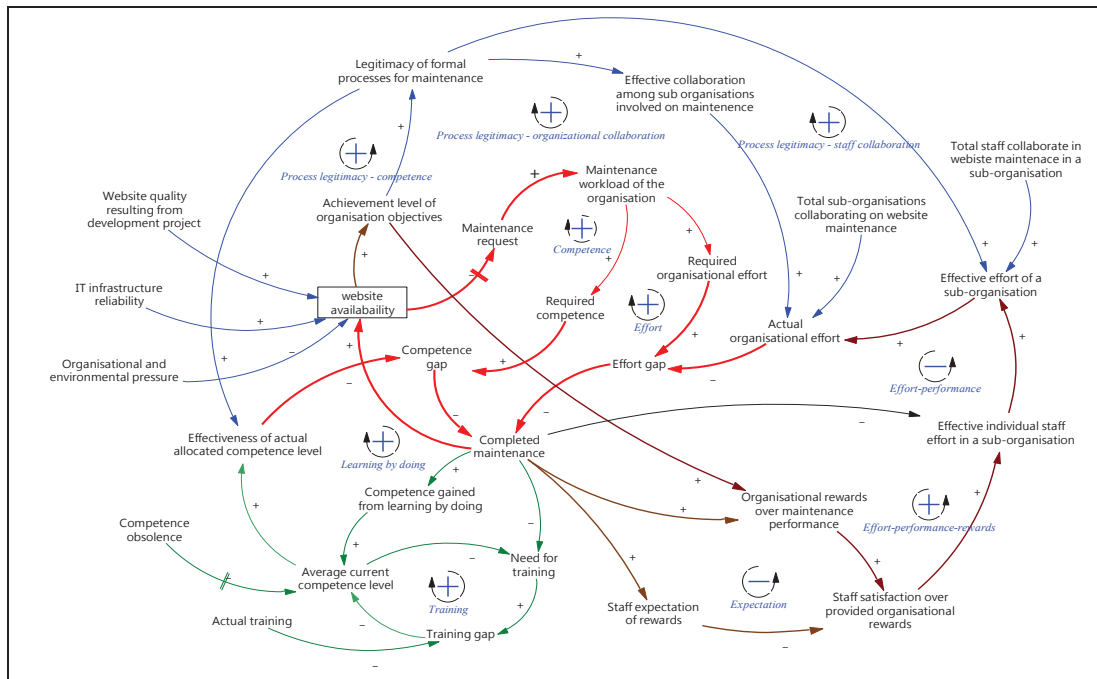 Legitimacy of formal
processes for maintenance
+
+
Effective collaboration
among sub organisations
involved on maintenence
+
Process legitimacy - organizational collaboration
+
Process legitimacy - staff collaboration
Total staff collaborate in
webiste maintenace in a
sub-organisation
+
Process legitimacy - competence
+
Website quality
resulting from
development project
Achievement level of
organisation objectives
+
Maintenance
workload of the
organisation
Maintenance
request
+
Competence
Total sub-organisations
collaborating on website
maintenance
+
+
+
+
+
+
−
Required
organisational effort
Effective effort of a
sub-organisation
IT infrastructure
reliability
website
availabaility
+
Required
competence
+
Effort
+
+
Actual
organisational effort
+
−
+
+
+
+
Organisational and
environmental pressure
Competence
gap
+
Effort gap
−
+
−
Effort-performance
−
−
−
−
Effectiveness of actual
allocated competence level
+
Learning by doing
Completed
maintenance
Effective individual staff
effort in a sub-organisation
+
Competence gained
from learning by doing
+
Organisational rewards
over maintenance
performance
+
+
+
Effort-performance-rewards
+
Competence
obsolence
+
−
−
Need for
training
+
+
−
Average current
competence level
+
Training
+
−
Expectation
Staff expectation
of rewards
Staff satisfaction over
provided organisational
rewards
Actual training
−
Training gap
−
−